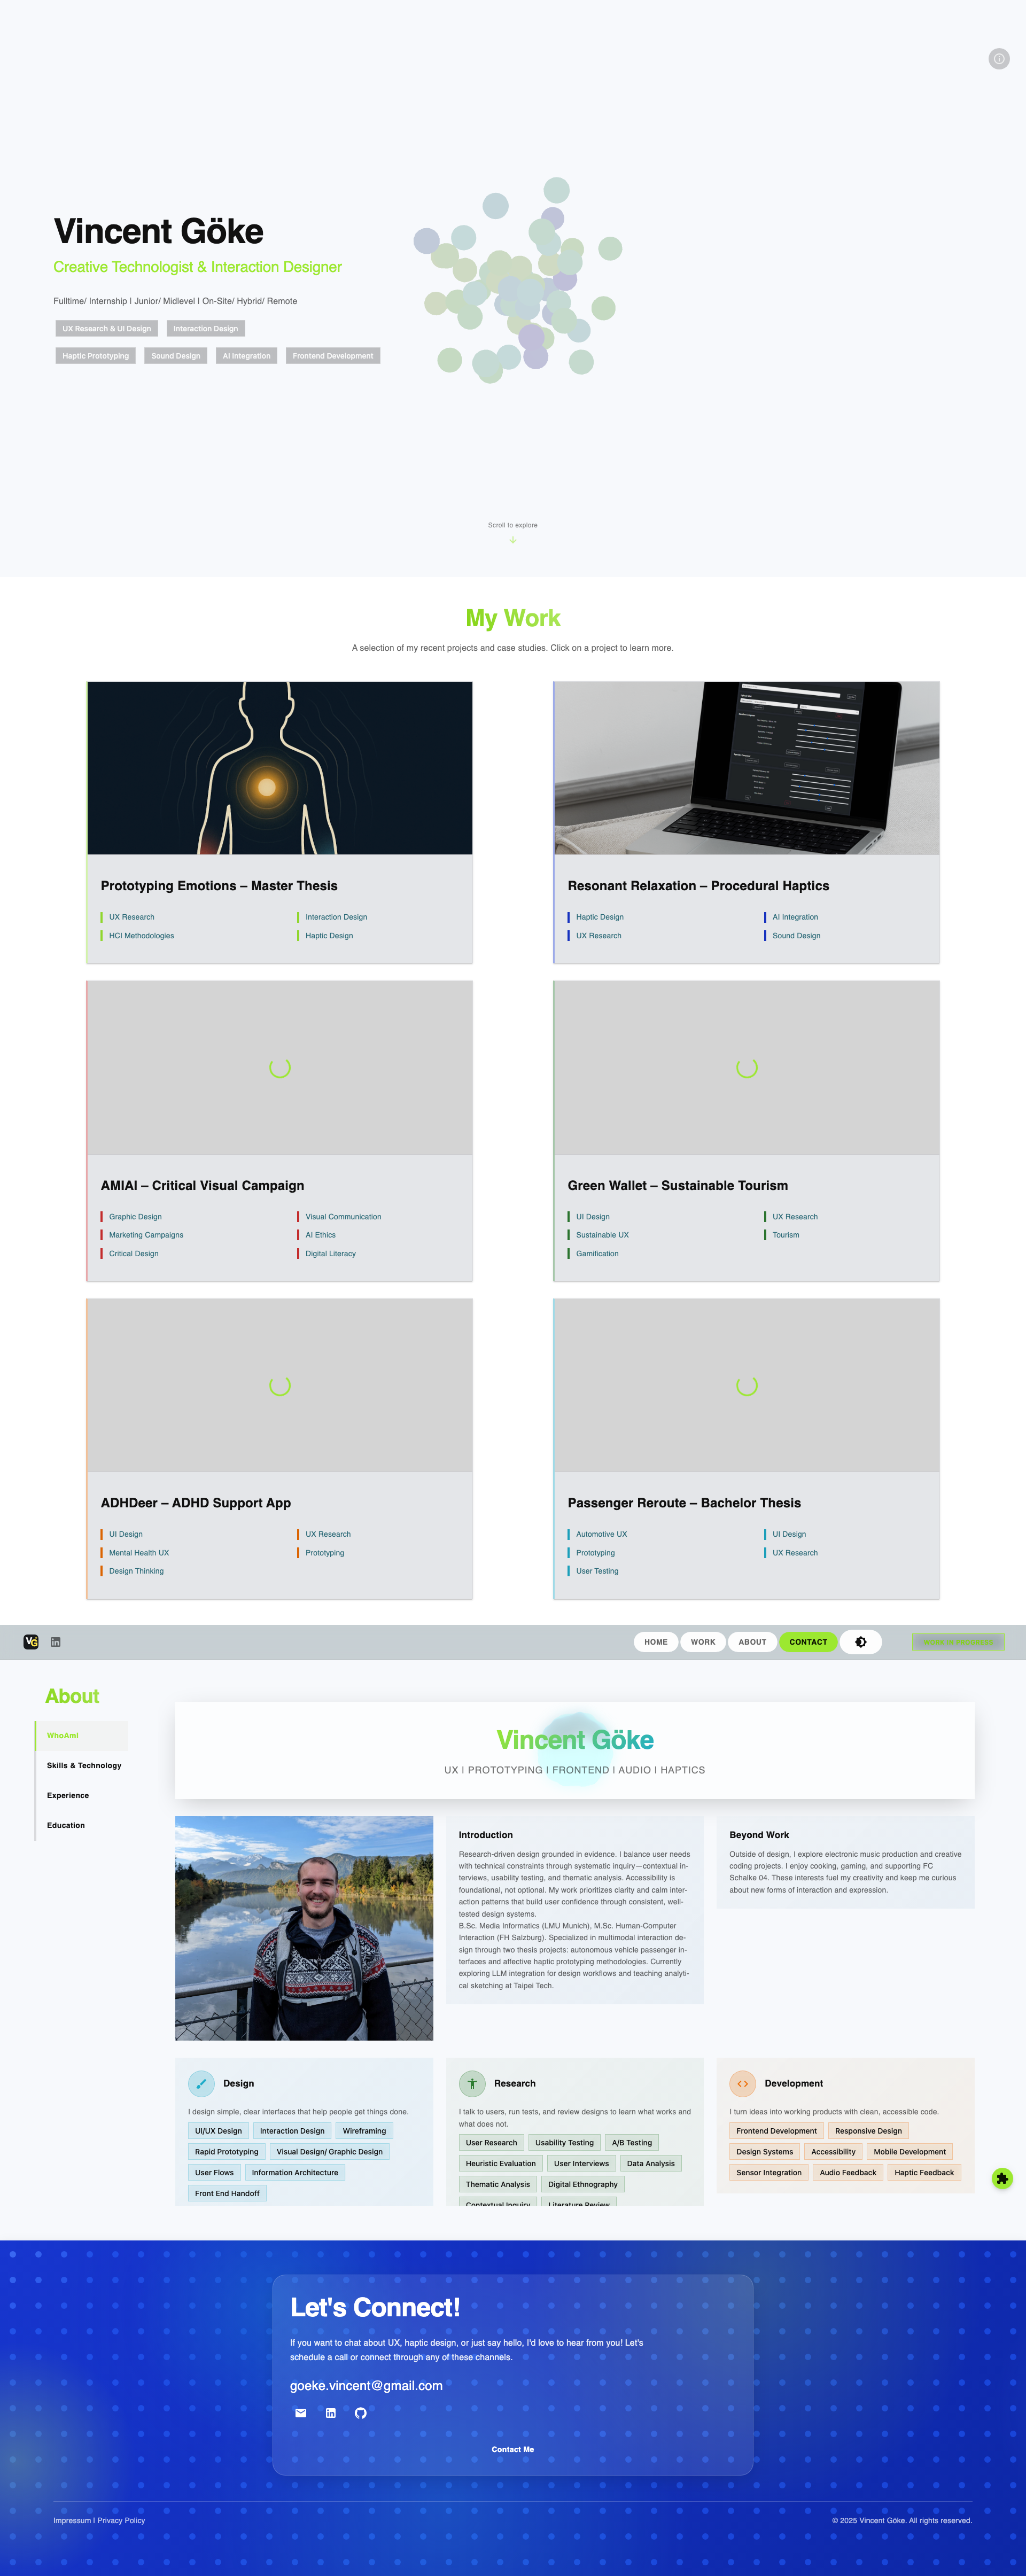 Vincent Göke
Creative Technologist & Interaction Designer
Fulltime/ Internship | Junior/ Midlevel | On-Site/ Hybrid/ Remote
UX Research & UI Design
Interaction Design
Haptic Prototyping
Sound Design
AI Integration
Frontend Development
Scroll to explore
My Work
A selection of my recent projects and case studies. Click on a project to learn more.
Prototyping Emotions – Master Thesis
UX Research
Interaction Design
HCI Methodologies
Haptic Design
Resonant Relaxation – Procedural Haptics
Haptic Design
AI Integration
UX Research
Sound Design
AMIAI – Critical Visual Campaign
Graphic Design
Visual Communication
Marketing Campaigns
AI Ethics
Critical Design
Digital Literacy
Green Wallet – Sustainable Tourism
UI Design
UX Research
Sustainable UX
Tourism
Gamification
ADHDeer – ADHD Support App
UI Design
UX Research
Mental Health UX
Prototyping
Design Thinking
Passenger Reroute – Bachelor Thesis
Automotive UX
UI Design
Prototyping
UX Research
User Testing
VG
HOME
WORK
ABOUT
CONTACT
About
WhoAmI
Skills & Technology
Experience
Education
Vincent Göke
UX | PROTOTYPING | FRONTEND | AUDIO | HAPTICS
Introduction
Research-driven design grounded in evidence. I balance user needs
with technical constraints through systematic inquiry—contextual in-
terviews, usability testing, and thematic analysis. Accessibility is
foundational, not optional. My work prioritizes clarity and calm inter-
action patterns that build user confidence through consistent, well-
tested design systems.
B.Sc. Media Informatics (LMU Munich), M.Sc. Human-Computer
Interaction (FH Salzburg). Specialized in multimodal interaction de-
sign through two thesis projects: autonomous vehicle passenger in-
terfaces and affective haptic prototyping methodologies. Currently
exploring LLM integration for design workflows and teaching analyti-
cal sketching at Taipei Tech.
Beyond Work
Outside of design, I explore electronic music production and creative
coding projects. I enjoy cooking, gaming, and supporting FC
Schalke 04. These interests fuel my creativity and keep me curious
about new forms of interaction and expression.
Design
I design simple, clear interfaces that help people get things done.
UI/UX Design
Interaction Design
Wireframing
Rapid Prototyping
Visual Design/ Graphic Design
User Flows
Information Architecture
Front End Handoff
Research
I talk to users, run tests, and review designs to learn what works and
what does not.
User Research
Usability Testing
A/B Testing
Heuristic Evaluation
User Interviews
Data Analysis
Thematic Analysis
Digital Ethnography
Contextual Inquiry
Literature Review
Development
I turn ideas into working products with clean, accessible code.
Frontend Development
Responsive Design
Design Systems
Accessibility
Mobile Development
Sensor Integration
Audio Feedback
Haptic Feedback
Let's Connect!
If you want to chat about UX, haptic design, or just say hello, I'd love to hear from you! Let's
schedule a call or connect through any of these channels.
goeke.vincent@gmail.com
Contact Me
Impressum | Privacy Policy
© 2025 Vincent Göke. All rights reserved.